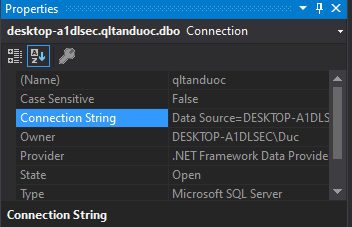 Properties
desktop-a1dlsec.qltanduoc.dbo Connection
(Name) qltanduoc
Case Sensitive False
Connection String Data Source=DESKTOP-A1DLS
Owner DESKTOP-A1DLSEC\Duc
Provider .NET Framework Data Provide
State Open
Type Microsoft SQL Server
Connection String